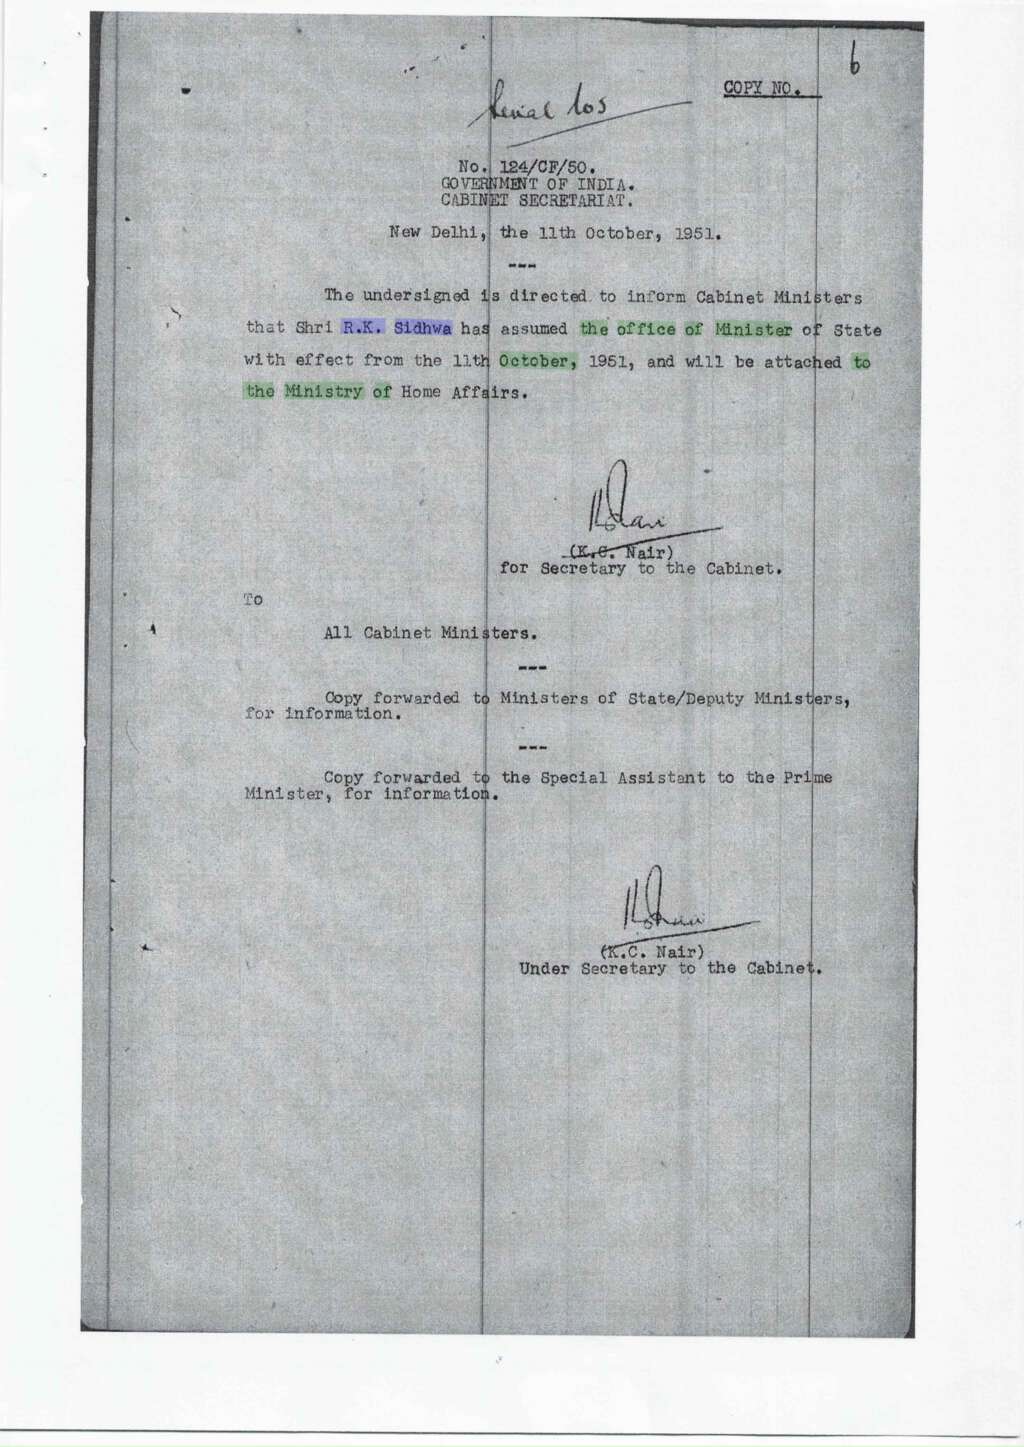 6
COPY NO.
Serial 105
No. 124/CF/50.
GOVERNMENT OF INDIA.
CABINET SECRETARIAT.
New Delhi, the 11th October, 1951.
---
The undersigned is directed to inform Cabinet Ministers
that Shri R.K. Sidhwa has assumed the office of Minister of State
with effect from the 11th October, 1951, and will be attached to
the Ministry of Home Affairs.
(K.C. Nair)
for Secretary to the Cabinet.
To
All Cabinet Ministers.
---
Copy forwarded to Ministers of State/Deputy Ministers,
for information.
---
Copy forwarded to the Special Assistant to the Prime
Minister, for information.
(K.C. Nair)
Under Secretary to the Cabinet.